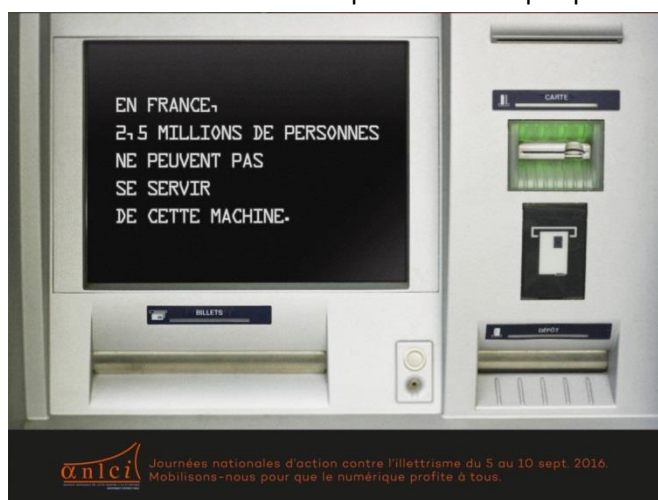 EN FRANCE,
2,5 MILLIONS DE PERSONNES
NE PEUVENT PAS
SE SERVIR
DE CETTE MACHINE.
CARTE
BILLETS
DÉPÔT
anlci
Journées nationales d'action contre l'illettrisme du 5 au 10 sept. 2016.
Mobilisons-nous pour que le numérique profite à tous.